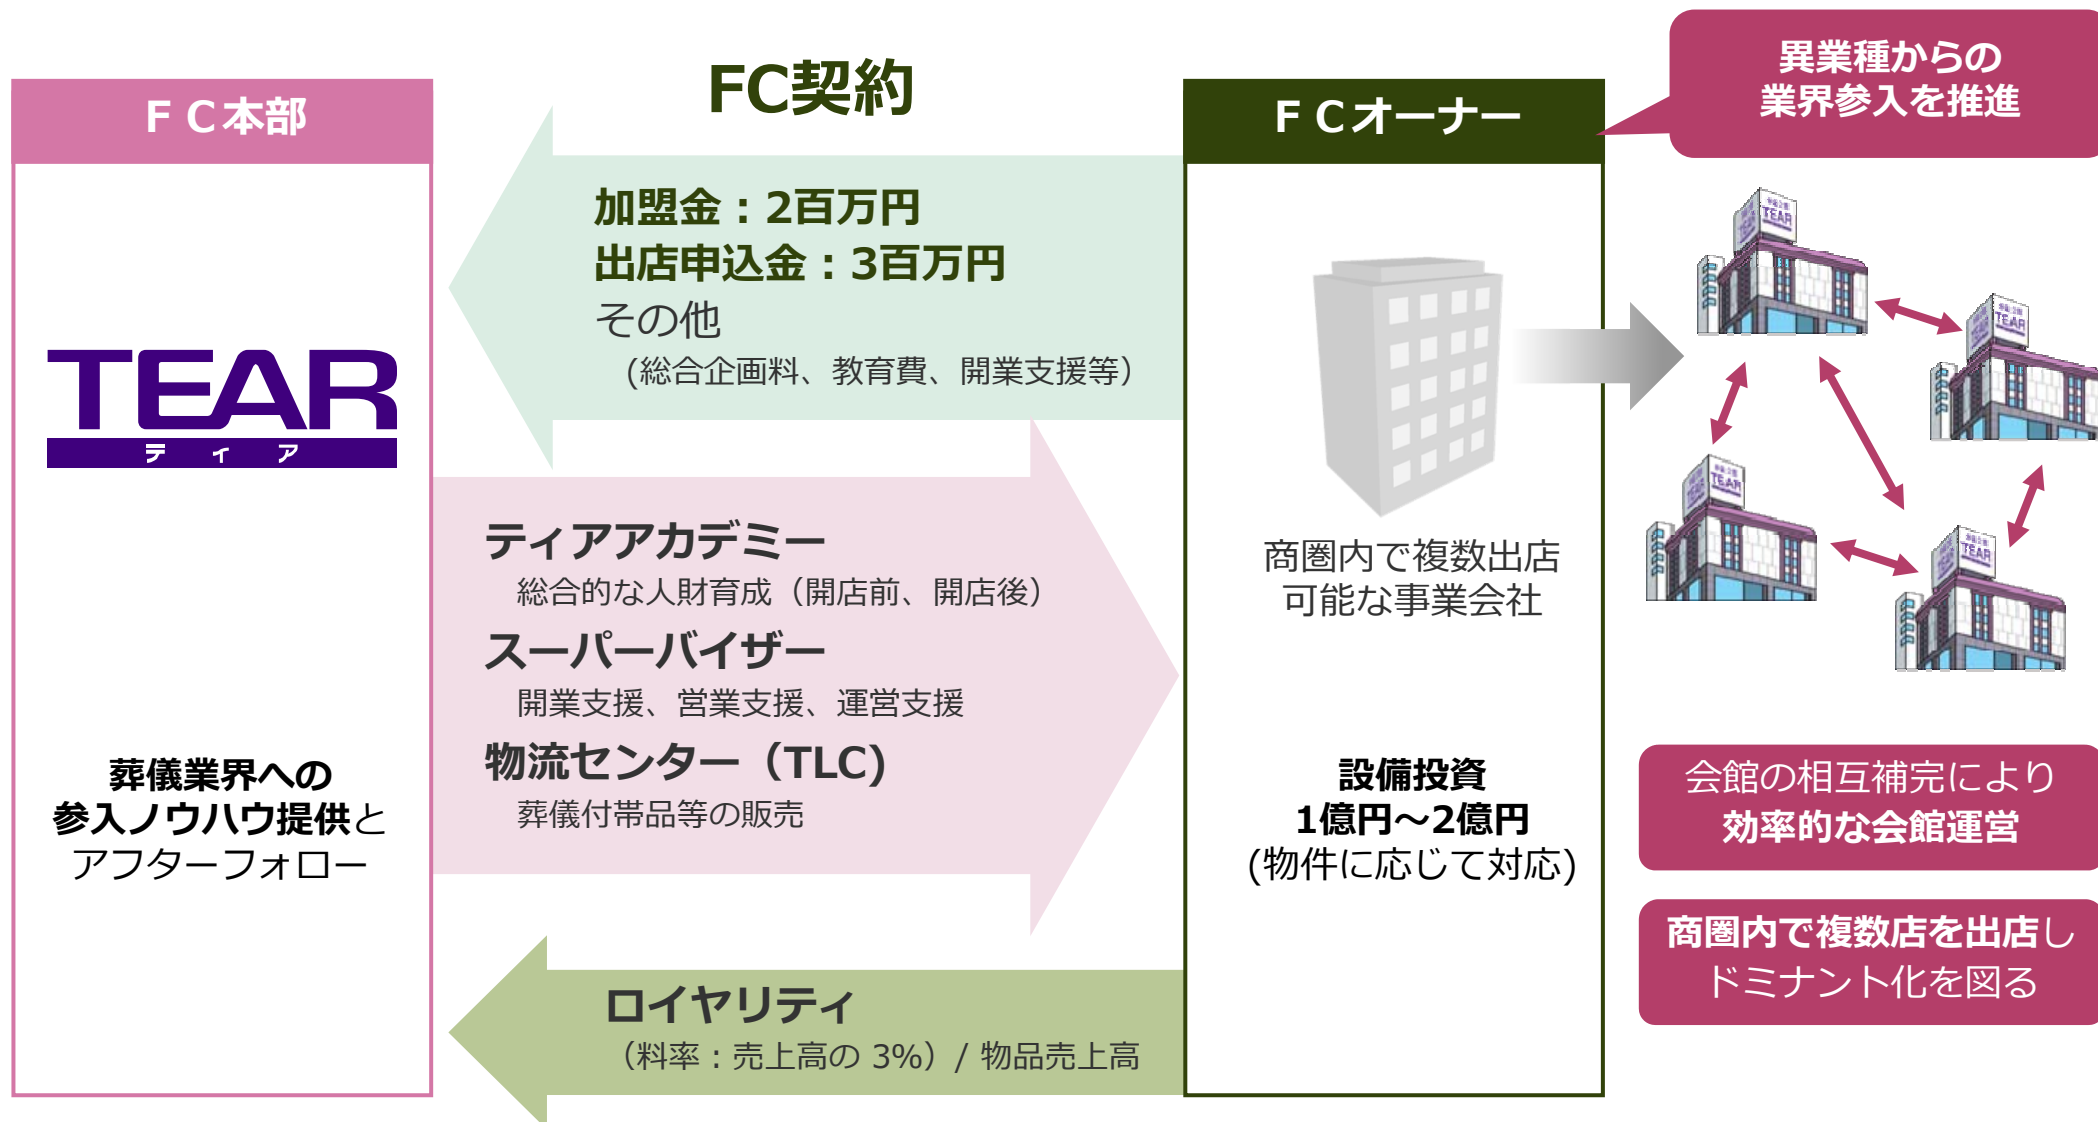 FC契約
ＦＣ本部
TEAR
ティア
葬儀業界への
参入ノウハウ提供と
アフターフォロー
加盟金：2百万円
出店申込金：3百万円
その他
(総合企画料、教育費、開業支援等）
ティアアカデミー
総合的な人財育成（開店前、開店後）
スーパーバイザー
開業支援、営業支援、運営支援
物流センター（TLC)
葬儀付帯品等の販売
ロイヤリティ
（料率：売上高の 3%）/ 物品売上高
ＦＣオーナー
商圏内で複数出店
可能な事業会社
設備投資
1億円～2億円
(物件に応じて対応)
異業種からの
業界参入を推進
TEAR
TEAR
TEAR
TEAR
会館の相互補完により
効率的な会館運営
商圏内で複数店を出店し
ドミナント化を図る